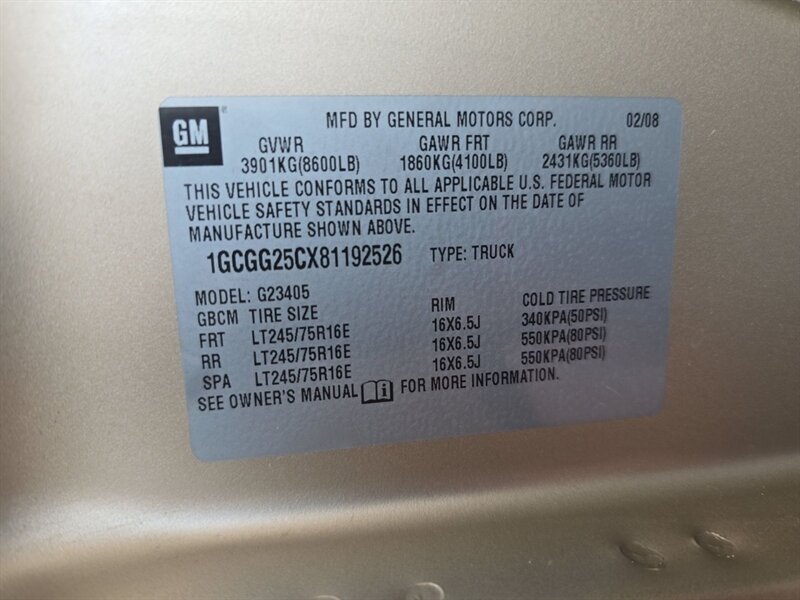 GM
MFD BY GENERAL MOTORS CORP. 02/08
GVWR GAWR FRT GAWR RR
3901KG(8600LB) 1860KG(4100LB) 2431KG(5360LB)
THIS VEHICLE CONFORMS TO ALL APPLICABLE U.S. FEDERAL MOTOR
VEHICLE SAFETY STANDARDS IN EFFECT ON THE DATE OF
MANUFACTURE SHOWN ABOVE.
1GCGG25CX81192526 TYPE: TRUCK
MODEL: G23405
GBCM TIRE SIZE RIM COLD TIRE PRESSURE
FRT LT245/75R16E 16X6.5J 340KPA(50PSI)
RR LT245/75R16E 16X6.5J 550KPA(80PSI)
SPA LT245/75R16E 16X6.5J 550KPA(80PSI)
SEE OWNER'S MANUAL FOR MORE INFORMATION.